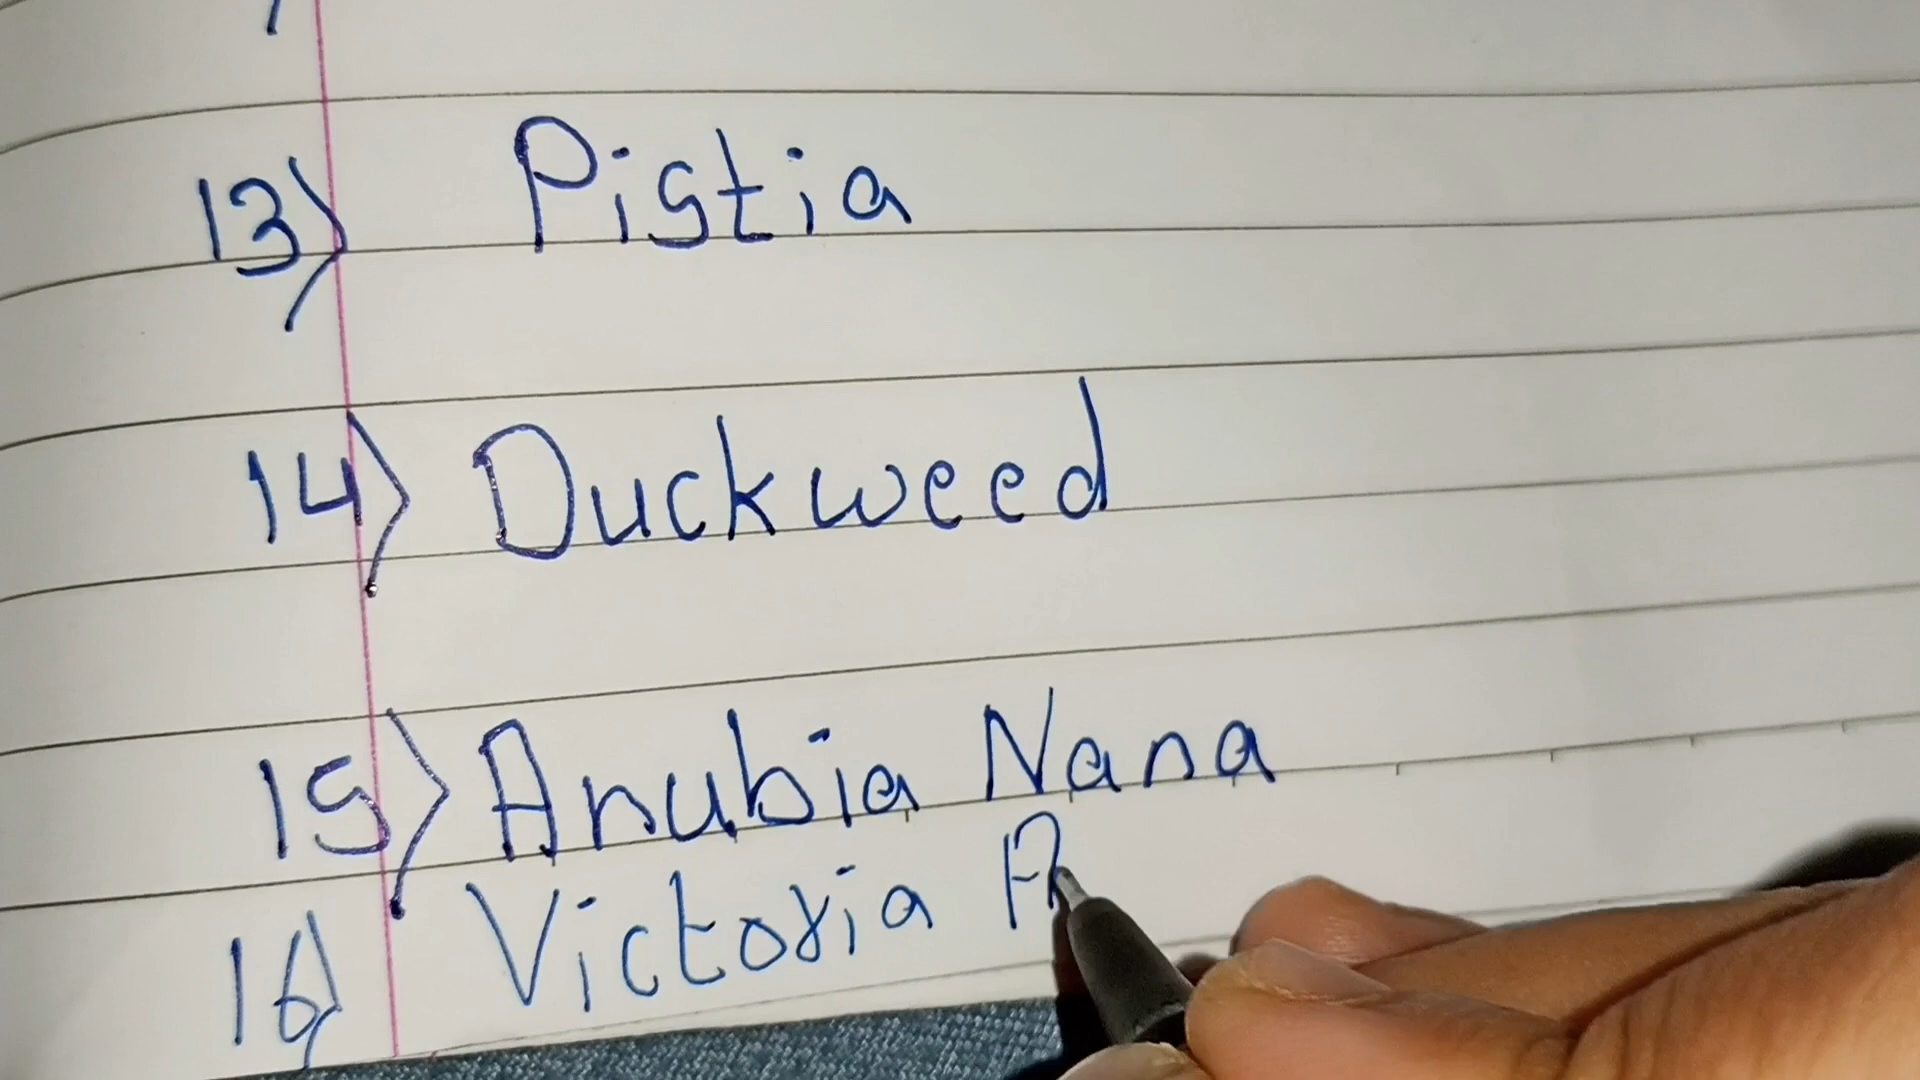 13) Pistia
14) Duckweed
15) Anubia Nana
16) Victoria